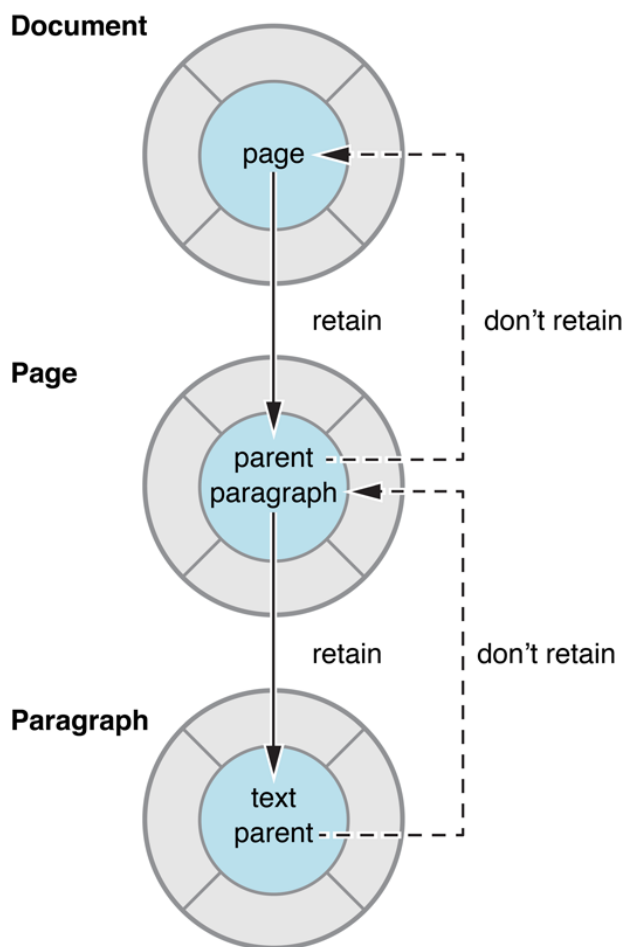 Document
page
retain
don’t retain
Page
parent
paragraph
retain
don’t retain
Paragraph
text
parent